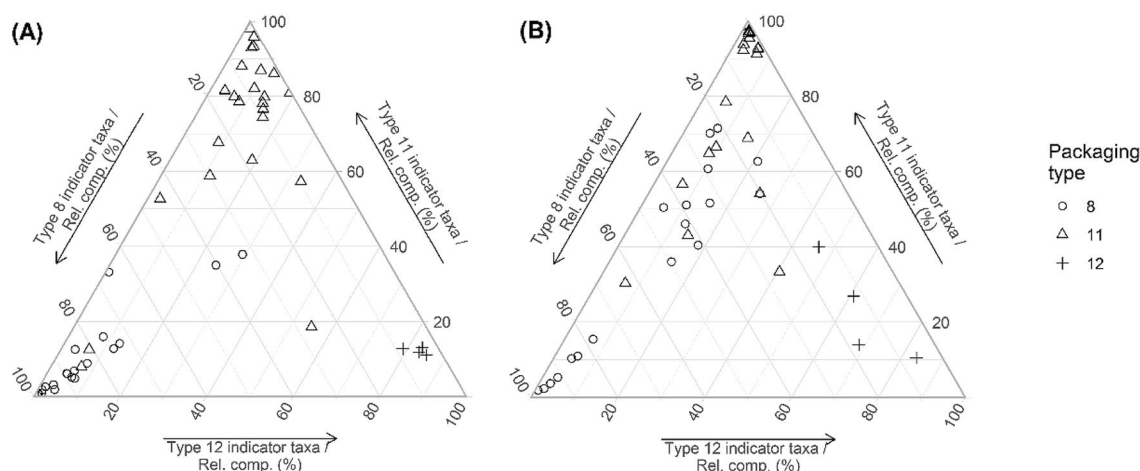 (A)
100
20
80
Type 8 indicator taxa /
Rel. comp. (%)
Type 11 indicator taxa /
Rel. comp. (%)
40
60
60
40
80
20
100
20
40
60
80
100
Type 12 indicator taxa /
Rel. comp. (%)
(B)
100
20
80
Type 8 indicator taxa /
Rel. comp. (%)
Type 11 indicator taxa /
Rel. comp. (%)
40
60
60
40
80
20
100
20
40
60
80
100
Type 12 indicator taxa /
Rel. comp. (%)
Packaging
type
8
11
12